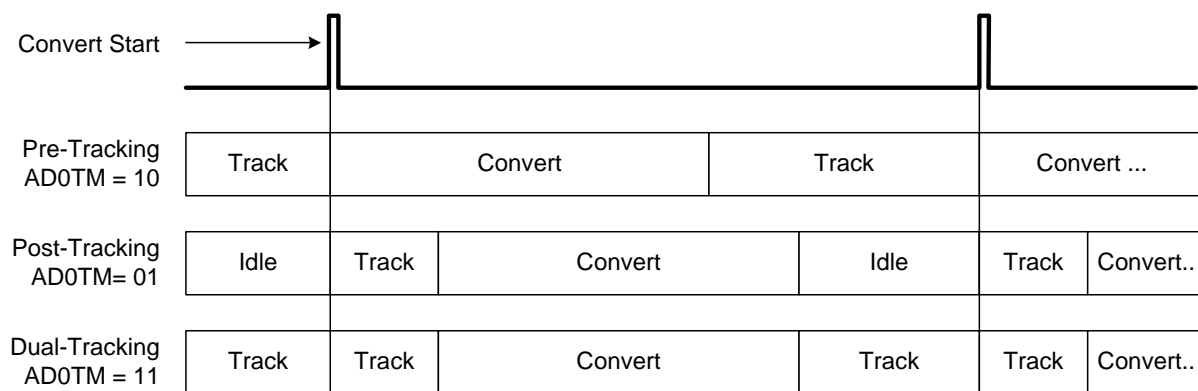 Convert Start
Pre-Tracking
AD0TM = 10
Track Convert Track Convert ...
Post-Tracking
AD0TM= 01
Idle Track Convert Idle Track Convert..
Dual-Tracking
AD0TM = 11
Track Track Convert Track Track Convert..